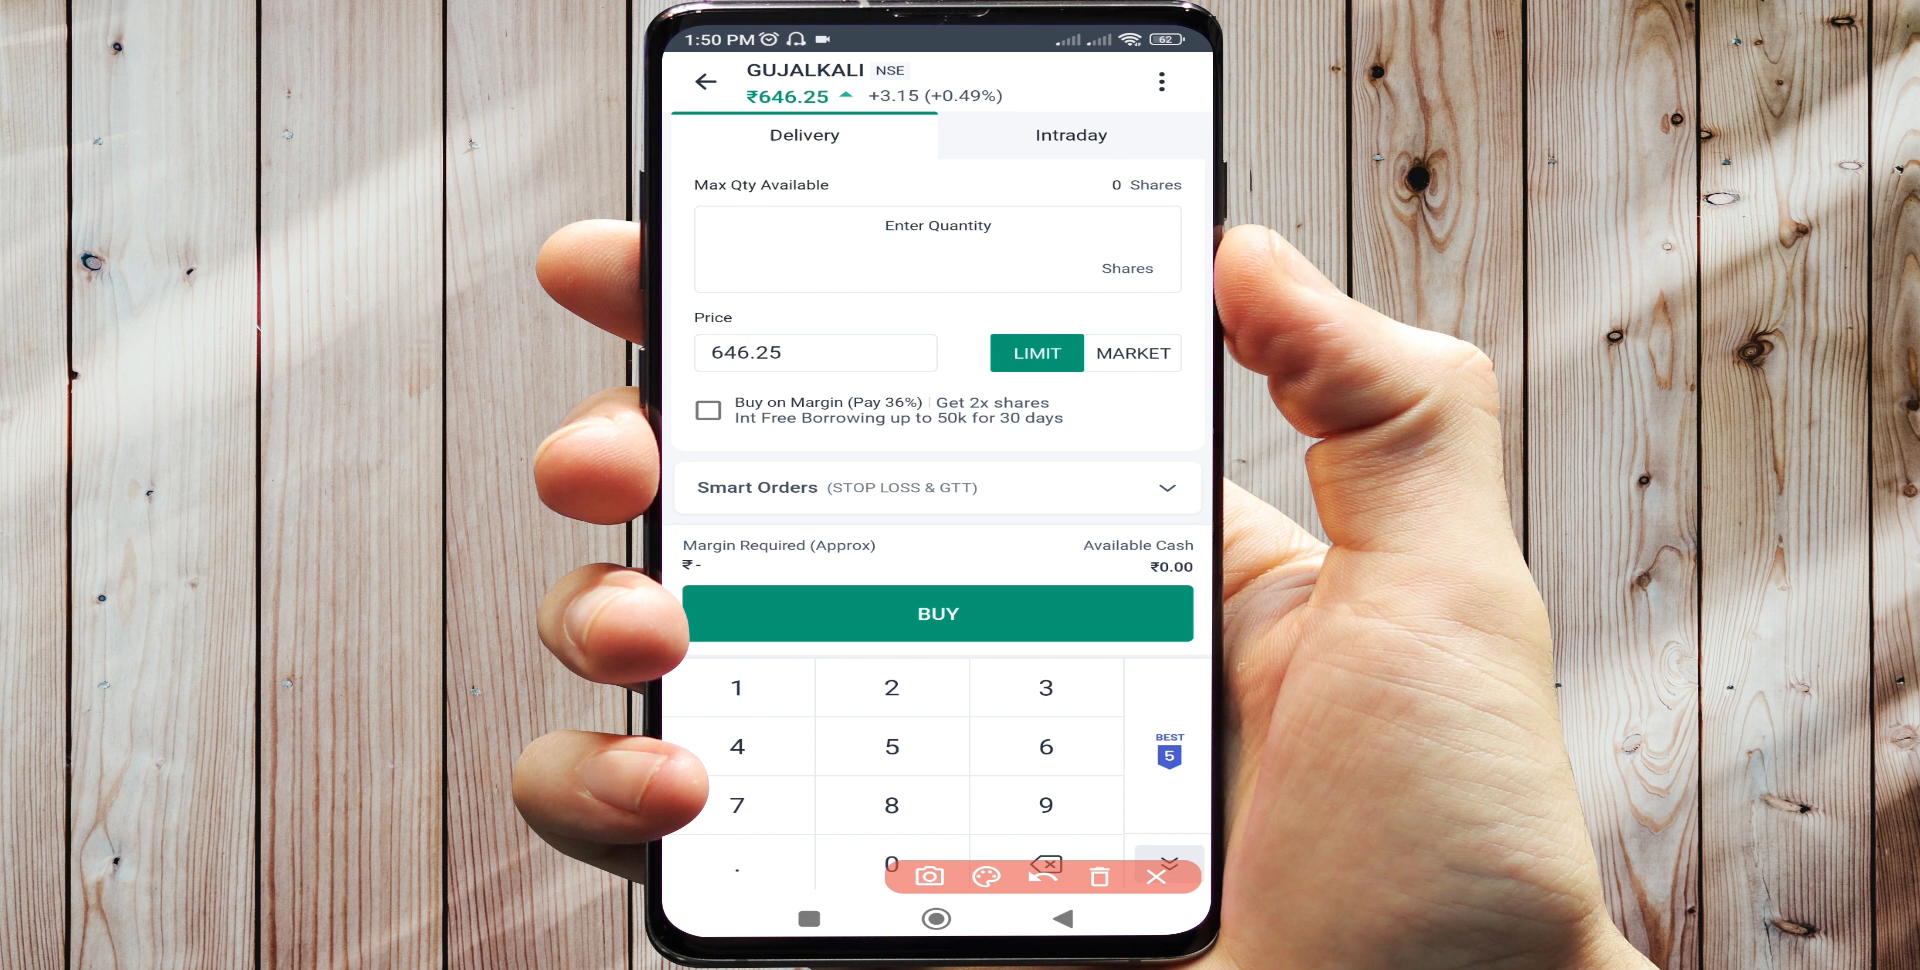 1:50 PM 62
GUJALKALI NSE
₹646.25 +3.15 (+0.49%)
Delivery Intraday
Max Qty Available 0 Shares
Enter Quantity
Shares
Price
646.25 LIMIT MARKET
Buy on Margin (Pay 36%) | Get 2x shares
Int Free Borrowing up to 50k for 30 days
Smart Orders (STOP LOSS & GTT)
Margin Required (Approx) Available Cash
₹ - ₹0.00
BUY
1 2 3
4 5 6
BEST
5
7 8 9
. 0